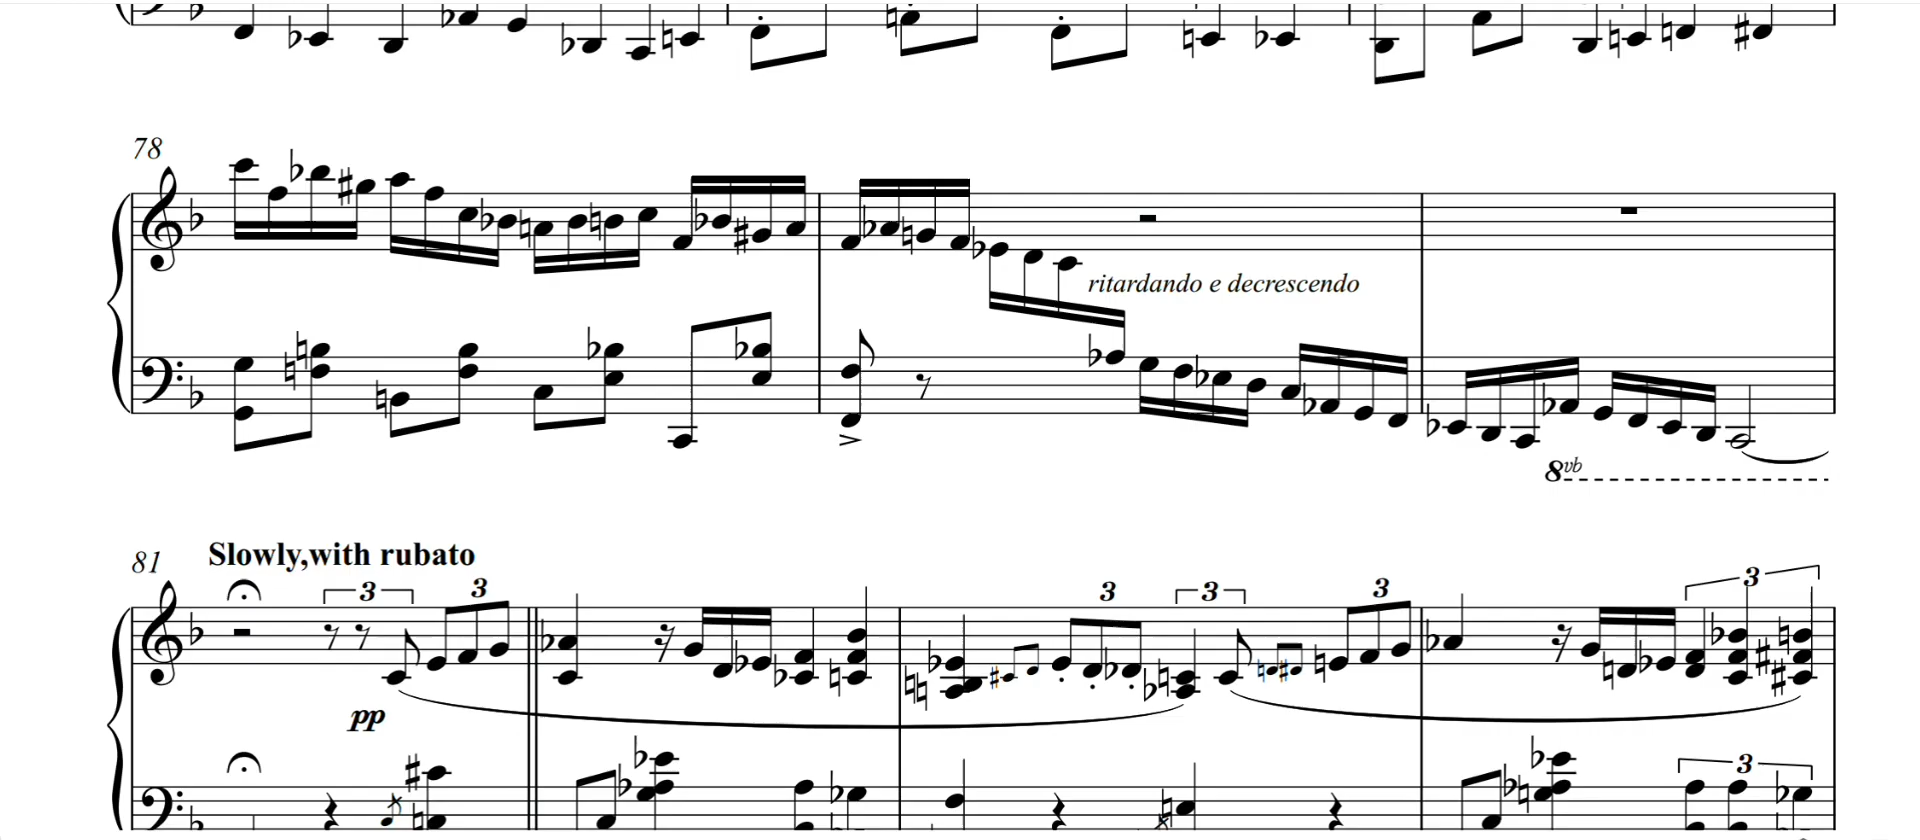 78
ritardando e decrescendo
8vb
81 Slowly,with rubato
3 3 3 3 3 3
pp
3